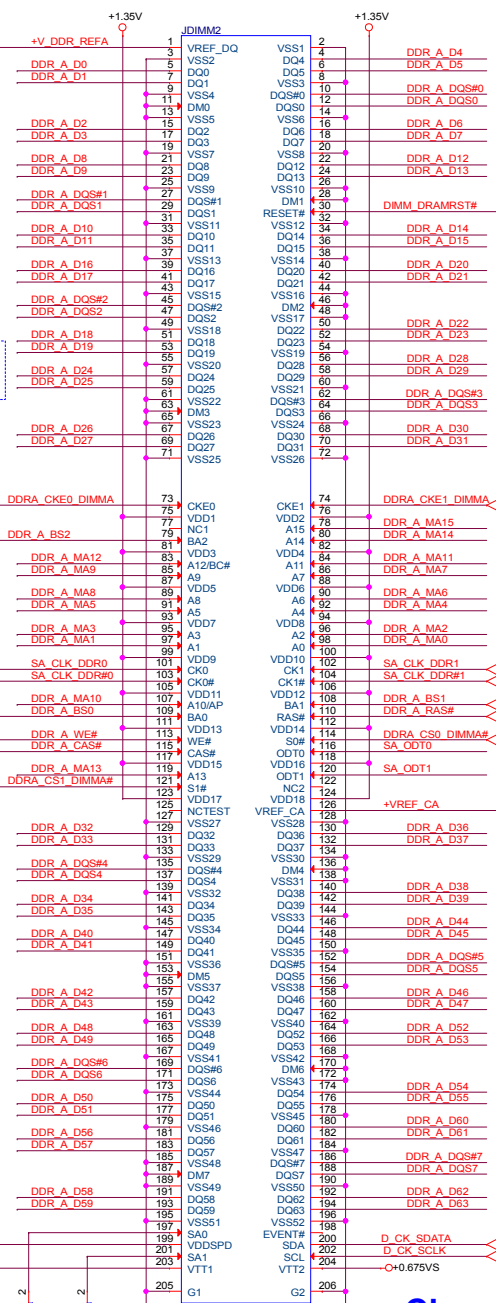 +1.35V +1.35V
JDIMM2
+V_DDR_REFA 1 VREF_DQ VSS1 2
3 VSS2 DQ4 4 DDR_A_D4
DDR_A_D0 5 DQ0 DQ5 6 DDR_A_D5
DDR_A_D1 7 DQ1 VSS3 8
9 VSS4 DQS#0 10 DDR_A_DQS#0
11 DM0 DQS0 12 DDR_A_DQS0
13 VSS5 VSS6 14
DDR_A_D2 15 DQ2 DQ6 16 DDR_A_D6
DDR_A_D3 17 DQ3 DQ7 18 DDR_A_D7
19 VSS7 VSS8 20
DDR_A_D8 21 DQ8 DQ12 22 DDR_A_D12
DDR_A_D9 23 DQ9 DQ13 24 DDR_A_D13
25 VSS9 VSS10 26
DDR_A_DQS#1 27 DQS#1 DM1 28
DDR_A_DQS1 29 DQS1 RESET# 30 DIMM_DRAMRST#
31 VSS11 VSS12 32
DDR_A_D10 33 DQ10 DQ14 34 DDR_A_D14
DDR_A_D11 35 DQ11 DQ15 36 DDR_A_D15
37 VSS13 VSS14 38
DDR_A_D16 39 DQ16 DQ20 40 DDR_A_D20
DDR_A_D17 41 DQ17 DQ21 42 DDR_A_D21
43 VSS15 VSS16 44
DDR_A_DQS#2 45 DQS#2 DM2 46
DDR_A_DQS2 47 DQS2 VSS17 48
49 VSS18 DQ22 50 DDR_A_D22
DDR_A_D18 51 DQ18 DQ23 52 DDR_A_D23
DDR_A_D19 53 DQ19 VSS19 54
55 VSS20 DQ28 56 DDR_A_D28
DDR_A_D24 57 DQ24 DQ29 58 DDR_A_D29
DDR_A_D25 59 DQ25 VSS21 60
61 VSS22 DQS#3 62 DDR_A_DQS#3
63 DM3 DQS3 64 DDR_A_DQS3
65 VSS23 VSS24 66
DDR_A_D26 67 DQ26 DQ30 68 DDR_A_D30
DDR_A_D27 69 DQ27 DQ31 70 DDR_A_D31
71 VSS25 VSS26 72
DDRA_CKE0_DIMMA 73 CKE0 CKE1 74 DDRA_CKE1_DIMMA
75 VDD1 VDD2 76
77 NC1 A15 78 DDR_A_MA15
DDR_A_BS2 79 BA2 A14 80 DDR_A_MA14
81 VDD3 VDD4 82
DDR_A_MA12 83 A12/BC# A11 84 DDR_A_MA11
DDR_A_MA9 85 A9 A7 86 DDR_A_MA7
87 VDD5 VDD6 88
DDR_A_MA8 89 A8 A6 90 DDR_A_MA6
DDR_A_MA5 91 A5 A4 92 DDR_A_MA4
93 VDD7 VDD8 94
DDR_A_MA3 95 A3 A2 96 DDR_A_MA2
DDR_A_MA1 97 A1 A0 98 DDR_A_MA0
99 VDD9 VDD10 100
SA_CLK_DDR0 101 CK0 CK1 102 SA_CLK_DDR1
SA_CLK_DDR#0 103 CK0# CK1# 104 SA_CLK_DDR#1
105 VDD11 VDD12 106
DDR_A_MA10 107 A10/AP BA1 108 DDR_A_BS1
DDR_A_BS0 109 BA0 RAS# 110 DDR_A_RAS#
111 VDD13 VDD14 112
DDR_A_WE# 113 WE# S0# 114 DDRA_CS0_DIMMA#
DDR_A_CAS# 115 CAS# ODT0 116 SA_ODT0
117 VDD15 VDD16 118
DDR_A_MA13 119 A13 ODT1 120 SA_ODT1
DDRA_CS1_DIMMA# 121 S1# NC2 122
123 VDD17 VDD18 124
125 NCTEST VREF_CA 126 +VREF_CA
127 VSS27 VSS28 128
DDR_A_D32 129 DQ32 DQ36 130 DDR_A_D36
DDR_A_D33 131 DQ33 DQ37 132 DDR_A_D37
133 VSS29 VSS30 134
DDR_A_DQS#4 135 DQS#4 DM4 136
DDR_A_DQS4 137 DQS4 VSS31 138
139 VSS32 DQ38 140 DDR_A_D38
DDR_A_D34 141 DQ34 DQ39 142 DDR_A_D39
DDR_A_D35 143 DQ35 VSS33 144
145 VSS34 DQ44 146 DDR_A_D44
DDR_A_D40 147 DQ40 DQ45 148 DDR_A_D45
DDR_A_D41 149 DQ41 VSS35 150
151 VSS36 DQS#5 152 DDR_A_DQS#5
153 DM5 DQS5 154 DDR_A_DQS5
155 VSS37 VSS38 156
DDR_A_D42 157 DQ42 DQ46 158 DDR_A_D46
DDR_A_D43 159 DQ43 DQ47 160 DDR_A_D47
161 VSS39 VSS40 162
DDR_A_D48 163 DQ48 DQ52 164 DDR_A_D52
DDR_A_D49 165 DQ49 DQ53 166 DDR_A_D53
167 VSS41 VSS42 168
DDR_A_DQS#6 169 DQS#6 DM6 170
DDR_A_DQS6 171 DQS6 VSS43 172
173 VSS44 DQ54 174 DDR_A_D54
DDR_A_D50 175 DQ50 DQ55 176 DDR_A_D55
DDR_A_D51 177 DQ51 VSS45 178
179 VSS46 DQ60 180 DDR_A_D60
DDR_A_D56 181 DQ56 DQ61 182 DDR_A_D61
DDR_A_D57 183 DQ57 VSS47 184
185 VSS48 DQS#7 186 DDR_A_DQS#7
187 DM7 DQS7 188 DDR_A_DQS7
189 VSS49 VSS50 190
DDR_A_D58 191 DQ58 DQ62 192 DDR_A_D62
DDR_A_D59 193 DQ59 DQ63 194 DDR_A_D63
195 VSS51 VSS52 196
197 SA0 EVENT# 198
199 VDDSPD SDA 200 D_CK_SDATA
201 SA1 SCL 202 D_CK_SCLK
203 VTT1 VTT2 204 +0.675VS
205 G1 G2 206
2 2